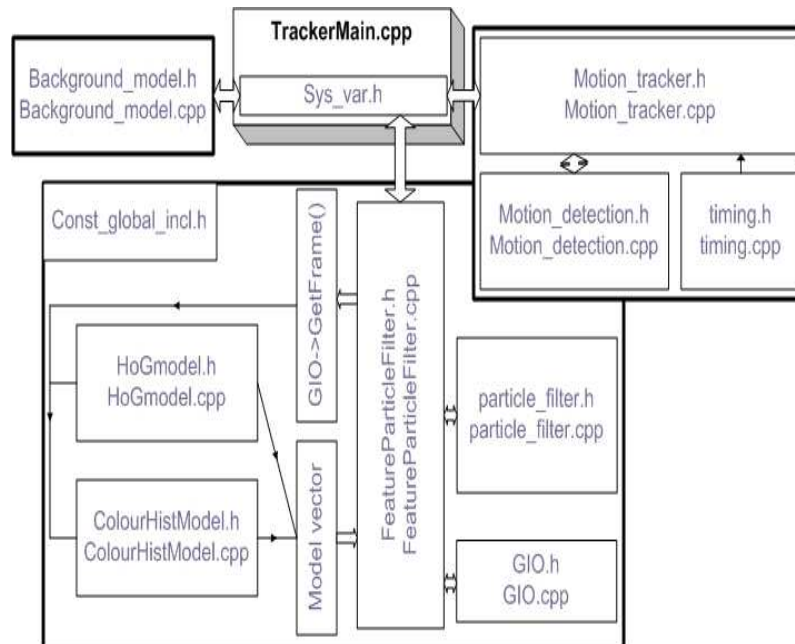 TrackerMain.cpp
Sys_var.h
Background_model.h
Background_model.cpp
Motion_tracker.h
Motion_tracker.cpp
Motion_detection.h
Motion_detection.cpp
timing.h
timing.cpp
Const_global_incl.h
GIO->GetFrame()
FeatureParticleFilter.h
FeatureParticleFilter.cpp
HoGmodel.h
HoGmodel.cpp
particle_filter.h
particle_filter.cpp
ColourHistModel.h
ColourHistModel.cpp
Model vector
GIO.h
GIO.cpp